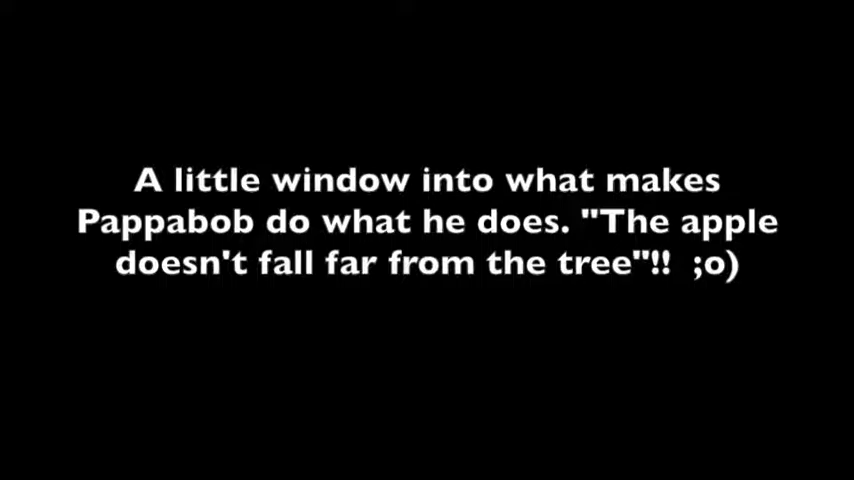 A little window into what makes
Pappabob do what he does. "The apple
doesn't fall far from the tree"!!  ;o)